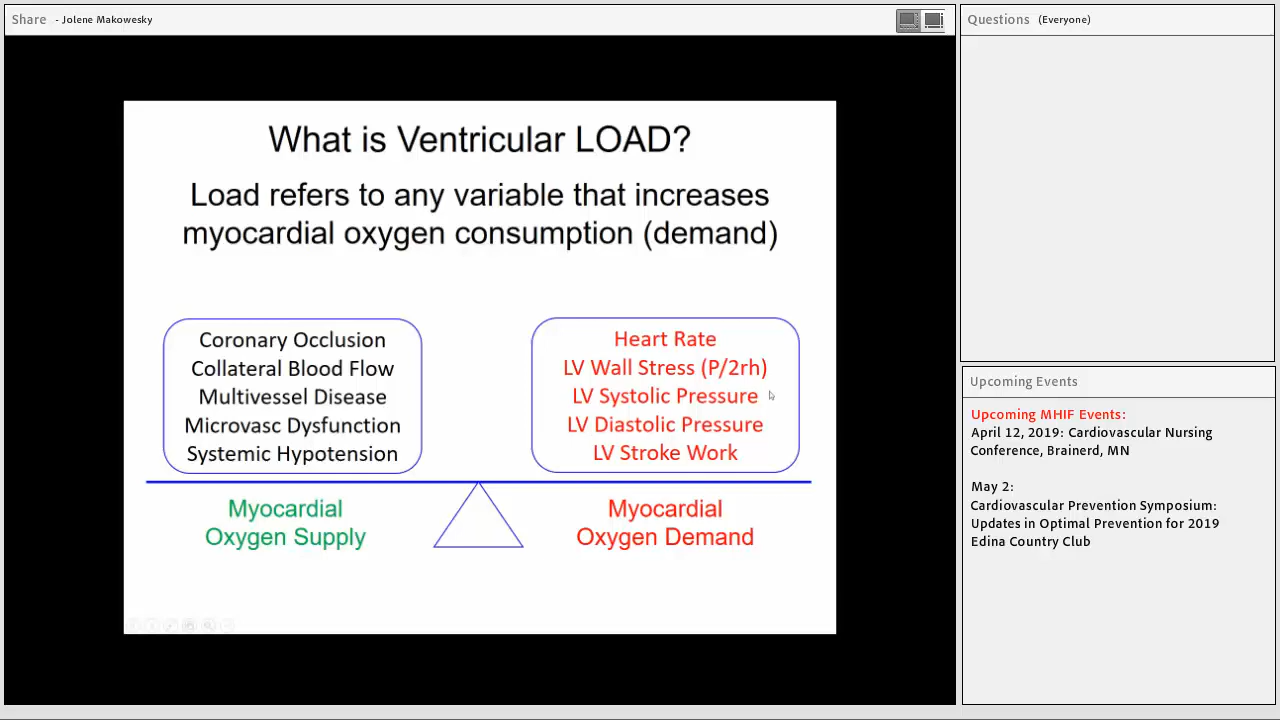 Share - Jolene Makowesky
What is Ventricular LOAD?
Load refers to any variable that increases
myocardial oxygen consumption (demand)
Coronary Occlusion
Collateral Blood Flow
Multivessel Disease
Microvasc Dysfunction
Systemic Hypotension
Heart Rate
LV Wall Stress (P/2rh)
LV Systolic Pressure
LV Diastolic Pressure
LV Stroke Work
Myocardial
Oxygen Supply
Myocardial
Oxygen Demand
Questions (Everyone)
Upcoming Events
Upcoming MHIF Events:
April 12, 2019: Cardiovascular Nursing
Conference, Brainerd, MN
May 2:
Cardiovascular Prevention Symposium:
Updates in Optimal Prevention for 2019
Edina Country Club